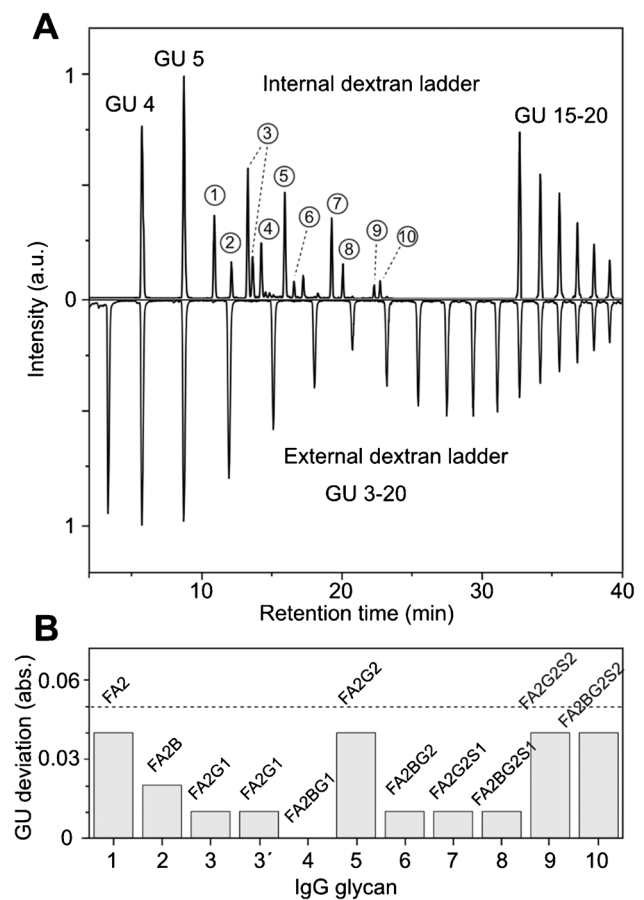 A
GU 5
GU 4
Internal dextran ladder
GU 15-20
1
3
1
5
2
4
6
7
8
9
10
0
Intensity (a.u.)
External dextran ladder
GU 3-20
1
10
20
30
40
Retention time (min)
B
GU deviation (abs.)
0.06
0.03
0
FA2
FA2B
FA2G1
FA2G1
FA2BG1
FA2G2
FA2BG2
FA2G2S1
FA2BG2S1
FA2G2S2
FA2BG2S2
1 2 3 3´ 4 5 6 7 8 9 10
IgG glycan